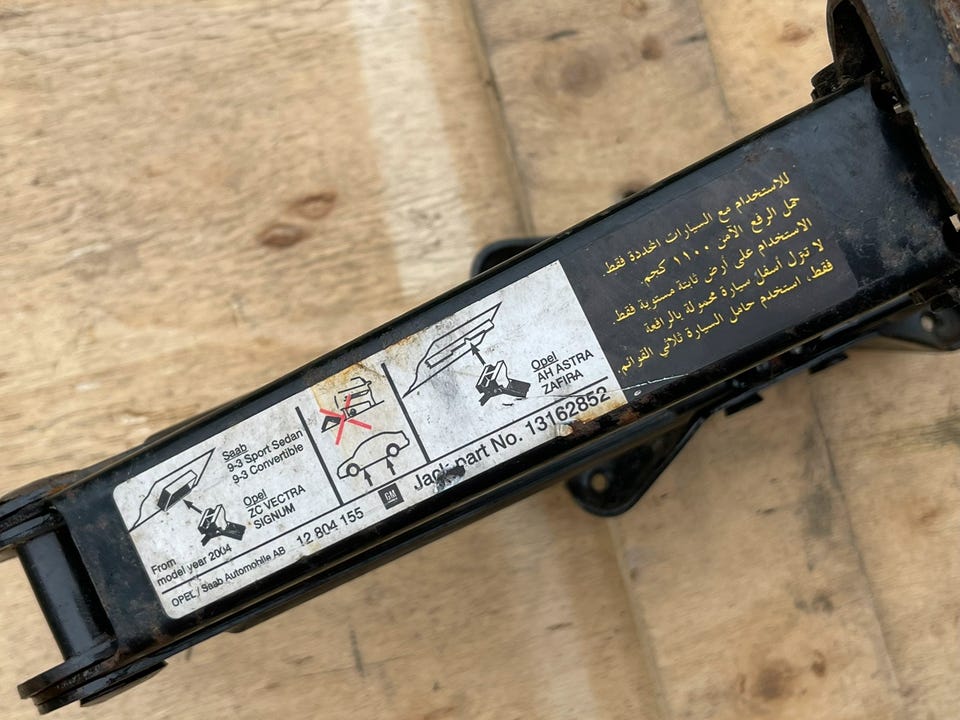 Saab
9-3 Sport Sedan
9-3 Convertible
Opel
ZC VECTRA
SIGNUM
From
model year 2004
OPEL / Saab Automobile AB 12 804 155
GM
Opel
AH ASTRA
ZAFIRA
Jack part No. 13162852
للاستخدام مع السيارات المحددة فقط.
حمل الرفع الآمن ١١٠٠ كجم.
الاستخدام على أرض ثابتة مستوية فقط.
لا تنزل أسفل سيارة محمولة بالرافعة
فقط، استخدم حامل السيارة ثلاثي القوائم.